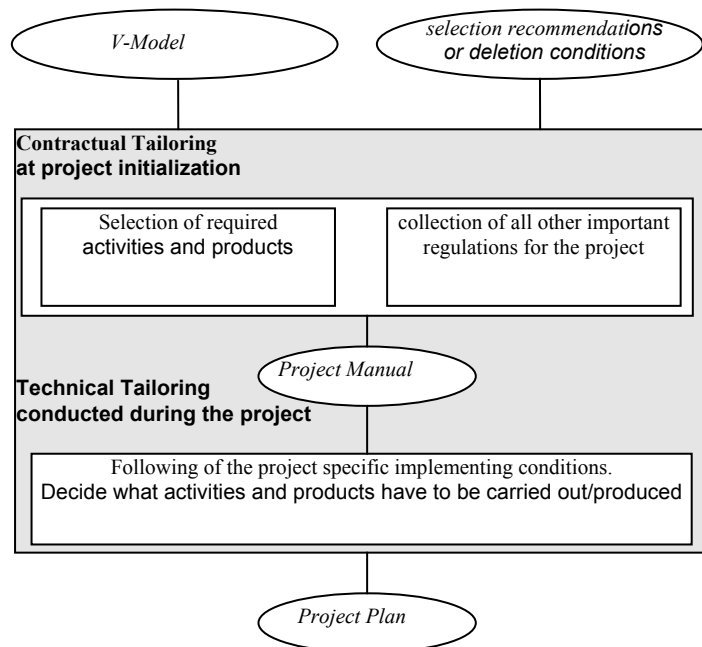 V-Model
selection recommendations
or deletion conditions
Contractual Tailoring
at project initialization
Selection of required
activities and products
collection of all other important
regulations for the project
Project Manual
Technical Tailoring
conducted during the project
Following of the project specific implementing conditions.
Decide what activities and products have to be carried out/produced
Project Plan